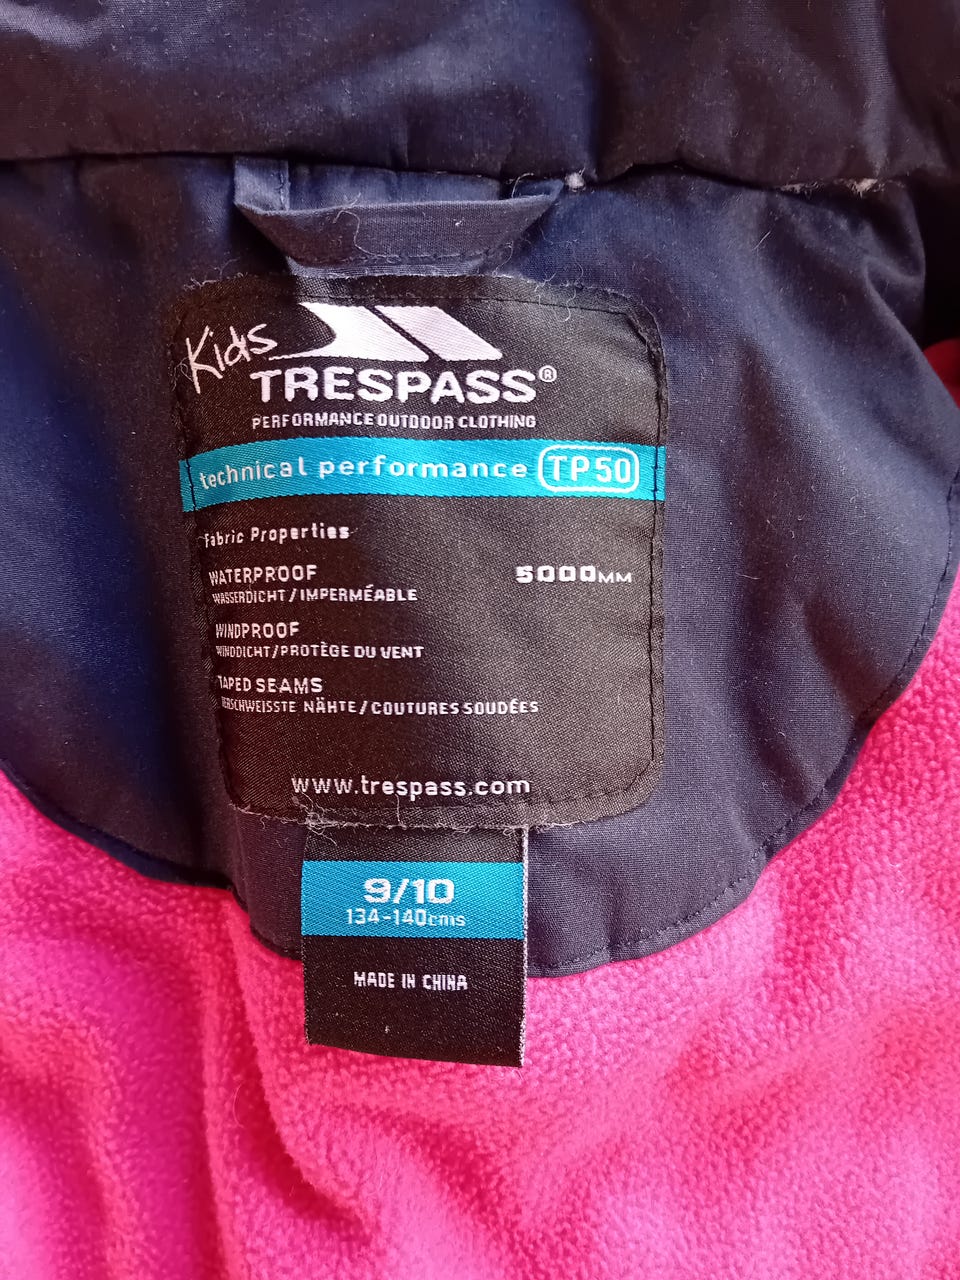 Kids
TRESPASS®
PERFORMANCE OUTDOOR CLOTHING
technical performance TP50
Fabric Properties
WATERPROOF 5000MM
WASSERDICHT / IMPERMÉABLE
WINDPROOF
WINDDICHT / PROTÈGE DU VENT
TAPED SEAMS
VERSCHWEISSTE NÄHTE / COUTURES SOUDÉES
www.trespass.com
9/10
134-140cms
MADE IN CHINA